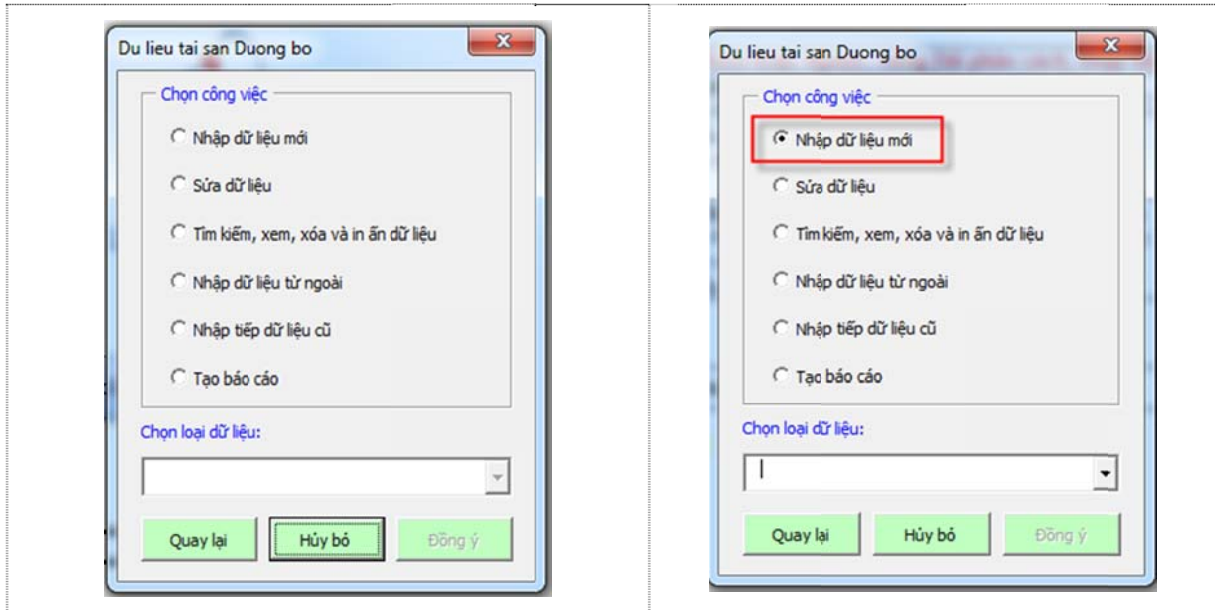 Du lieu tai san Duong bo
Chọn công việc
Nhập dữ liệu mới
Sửa dữ liệu
Tìm kiếm, xem, xóa và in ấn dữ liệu
Nhập dữ liệu từ ngoài
Nhập tiếp dữ liệu cũ
Tạo báo cáo
Chọn loại dữ liệu:
Quay lại Hủy bỏ Đồng ý
Du lieu tai san Duong bo
Chọn công việc
Nhập dữ liệu mới
Sửa dữ liệu
Tìm kiếm, xem, xóa và in ấn dữ liệu
Nhập dữ liệu từ ngoài
Nhập tiếp dữ liệu cũ
Tạo báo cáo
Chọn loại dữ liệu:
Quay lại Hủy bỏ Đồng ý